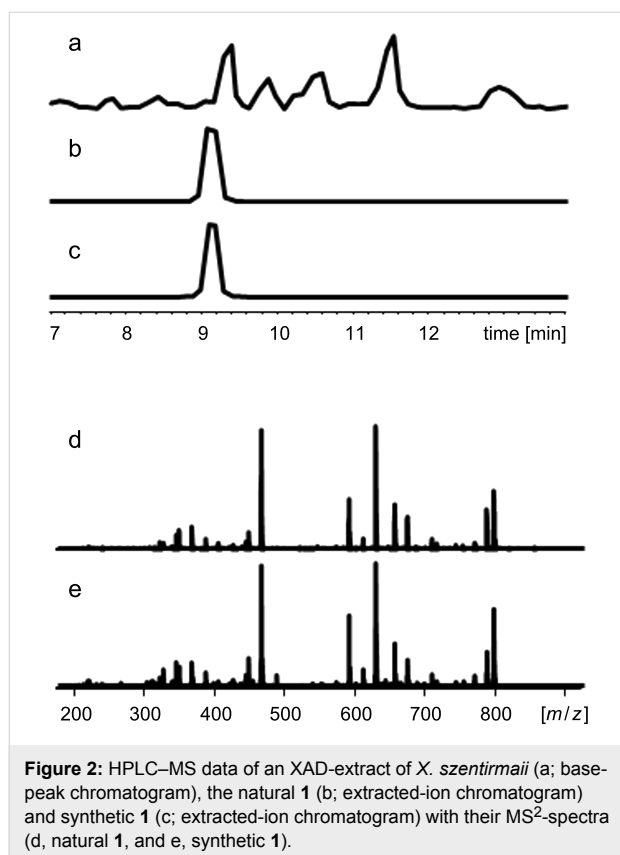 a
b
c
7 8 9 10 11 12 time [min]
d
e
200 300 400 500 600 700 800 [m/z]
Figure 2: HPLC–MS data of an XAD-extract of X. szentirmaii (a; base-
peak chromatogram), the natural 1 (b; extracted-ion chromatogram)
and synthetic 1 (c; extracted-ion chromatogram) with their MS²-spectra
(d, natural 1, and e, synthetic 1).